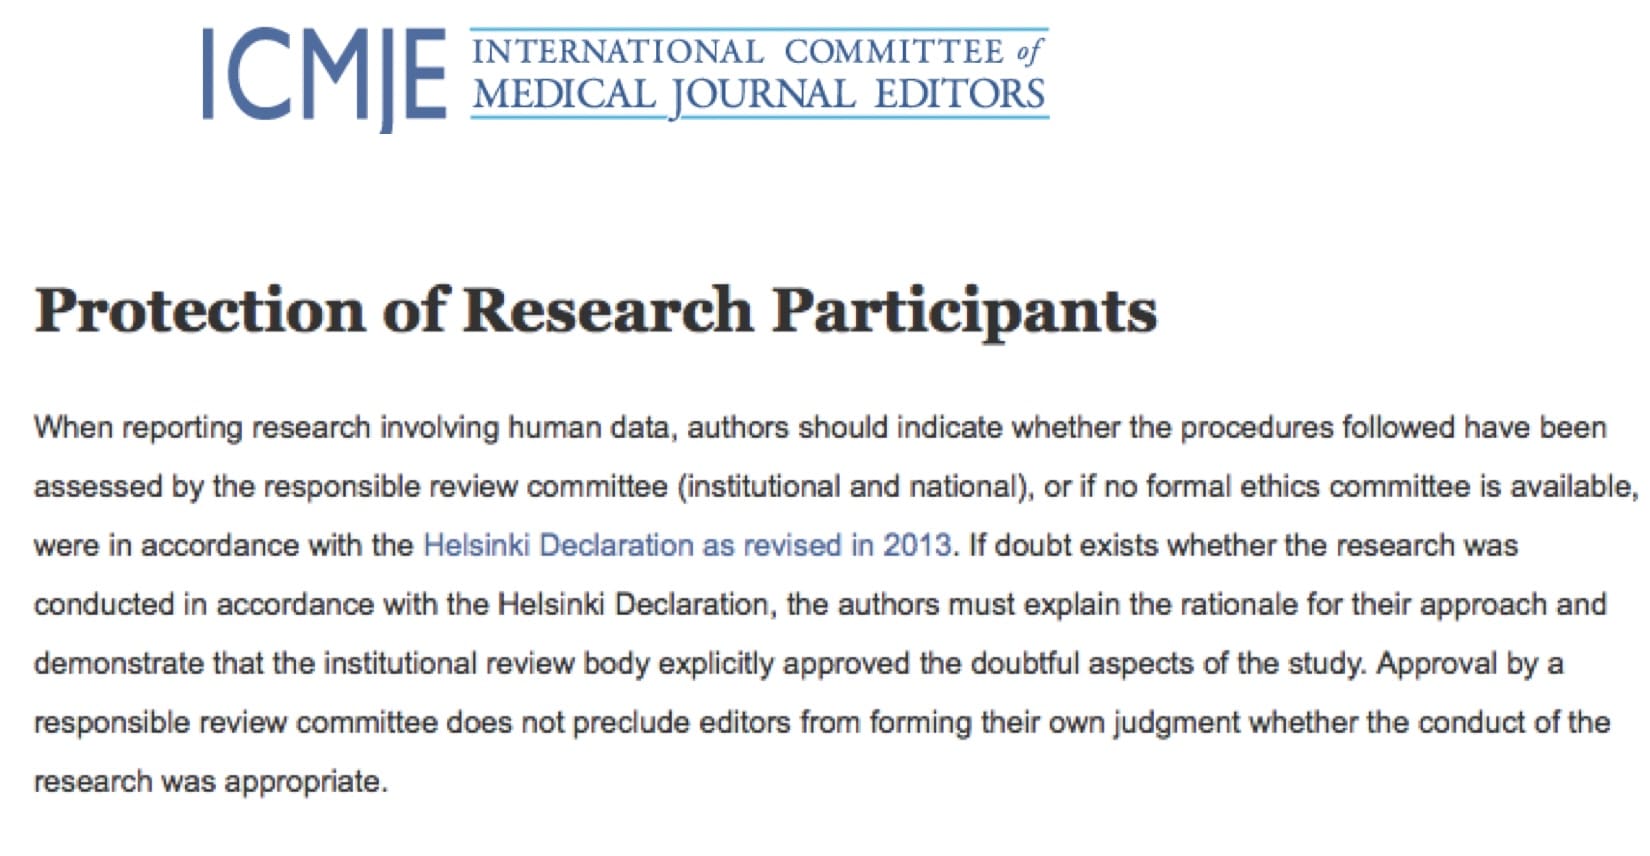 ICMJE INTERNATIONAL COMMITTEE of
MEDICAL JOURNAL EDITORS
Protection of Research Participants
When reporting research involving human data, authors should indicate whether the procedures followed have been
assessed by the responsible review committee (institutional and national), or if no formal ethics committee is available,
were in accordance with the Helsinki Declaration as revised in 2013. If doubt exists whether the research was
conducted in accordance with the Helsinki Declaration, the authors must explain the rationale for their approach and
demonstrate that the institutional review body explicitly approved the doubtful aspects of the study. Approval by a
responsible review committee does not preclude editors from forming their own judgment whether the conduct of the
research was appropriate.